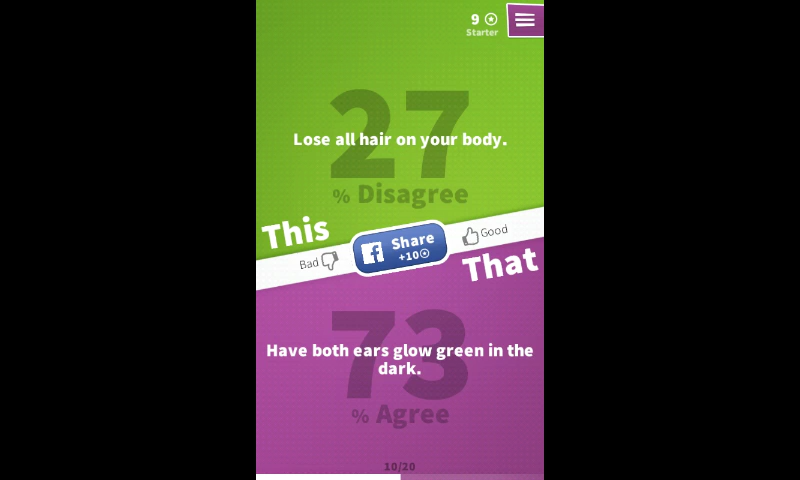 9
Starter
27
Lose all hair on your body.
% Disagree
This
Bad
Share
+10
Good
That
73
Have both ears glow green in the
dark.
% Agree
10/20